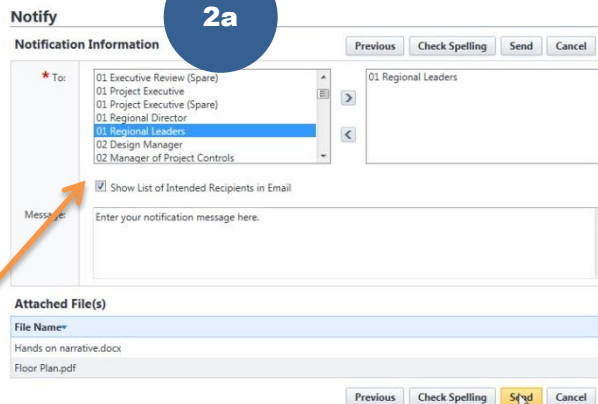 Notify
2a
Notification Information
Previous Check Spelling Send Cancel
* To:
01 Executive Review (Spare)
01 Project Executive
01 Project Executive (Spare)
01 Regional Director
01 Regional Leaders
02 Design Manager
02 Manager of Project Controls
>
<
01 Regional Leaders
Show List of Intended Recipients in Email
Message:
Enter your notification message here.
Attached File(s)
File Name
Hands on narrative.docx
Floor Plan.pdf
Previous Check Spelling Send Cancel